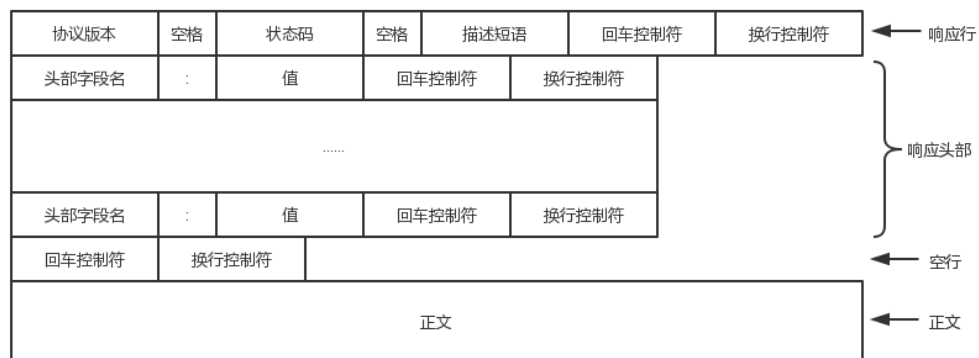 协议版本 空格 状态码 空格 描述短语 回车控制符 换行控制符 响应行
头部字段名 : 值 回车控制符 换行控制符
...... 响应头部
头部字段名 : 值 回车控制符 换行控制符
回车控制符 换行控制符 空行
正文 正文